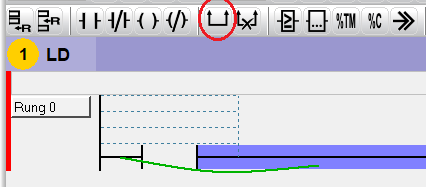 R R ≥ ... %TM %C
1 LD
Rung 0